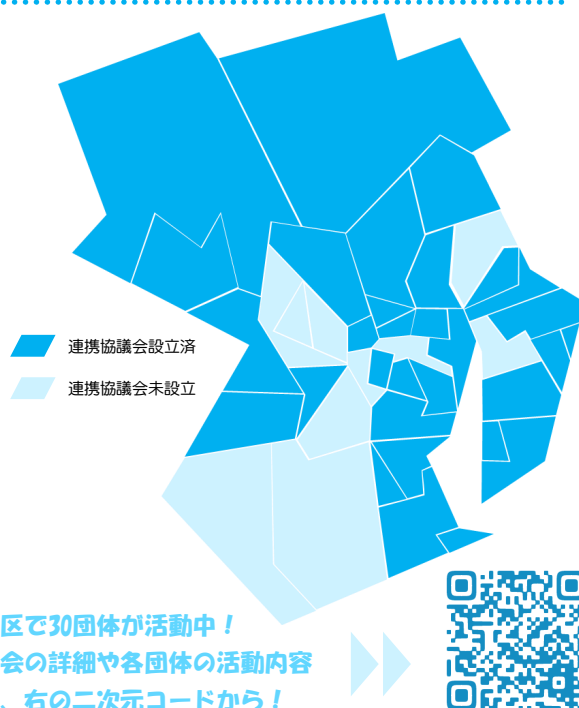 連携協議会設立済
連携協議会未設立
区で30団体が活動中！
会の詳細や各団体の活動内容
、右の二次元コードから！